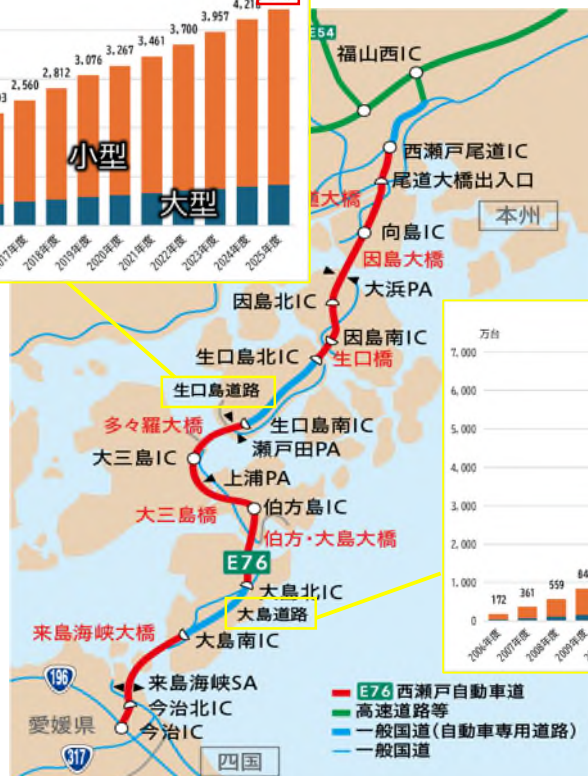 2,560
2,812
3,076
3,267
3,461
3,700
3,957
小型
大型
2018年度
2019年度
2020年度
2021年度
2022年度
2023年度
2024年度
2025年度
E54
福山西IC
西瀬戸尾道IC
尾道大橋出入口
道大橋
本州
向島IC
因島大橋
大浜PA
因島北IC
因島南IC
生口島北IC
生口橋
生口島道路
多々羅大橋
生口島南IC
瀬戸田PA
大三島IC
上浦PA
大三島橋
伯方島IC
伯方・大島大橋
E76
大島北IC
大島道路
来島海峡大橋
大島南IC
196
来島海峡SA
今治北IC
愛媛県
今治IC
317
四国
万台
7,000
6,000
5,000
4,000
3,000
2,000
1,000
0
172
361
559
2006年度
2007年度
2008年度
2009年度
E76 西瀬戸自動車道
高速道路等
一般国道(自動車専用道路)
一般国道